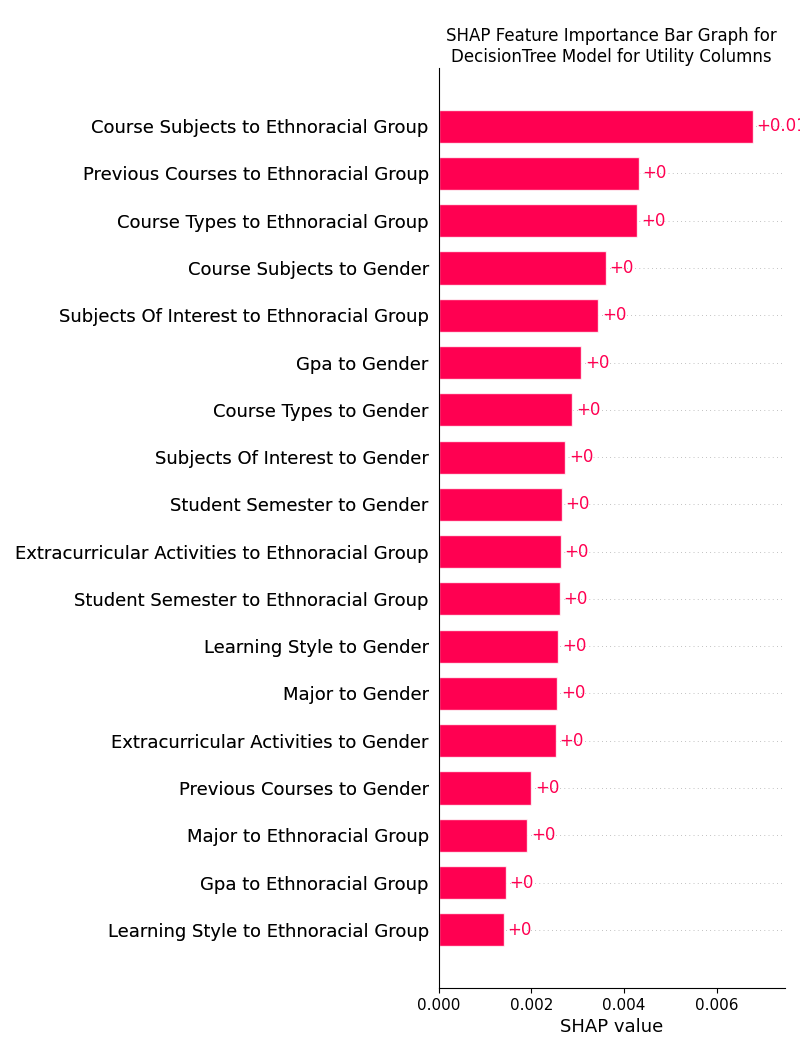 SHAP Feature Importance Bar Graph for
DecisionTree Model for Utility Columns
Course Subjects to Ethnoracial Group +0.01
Previous Courses to Ethnoracial Group +0
Course Types to Ethnoracial Group +0
Course Subjects to Gender +0
Subjects Of Interest to Ethnoracial Group +0
Gpa to Gender +0
Course Types to Gender +0
Subjects Of Interest to Gender +0
Student Semester to Gender +0
Extracurricular Activities to Ethnoracial Group +0
Student Semester to Ethnoracial Group +0
Learning Style to Gender +0
Major to Gender +0
Extracurricular Activities to Gender +0
Previous Courses to Gender +0
Major to Ethnoracial Group +0
Gpa to Ethnoracial Group +0
Learning Style to Ethnoracial Group +0
0.000 0.002 0.004 0.006
SHAP value